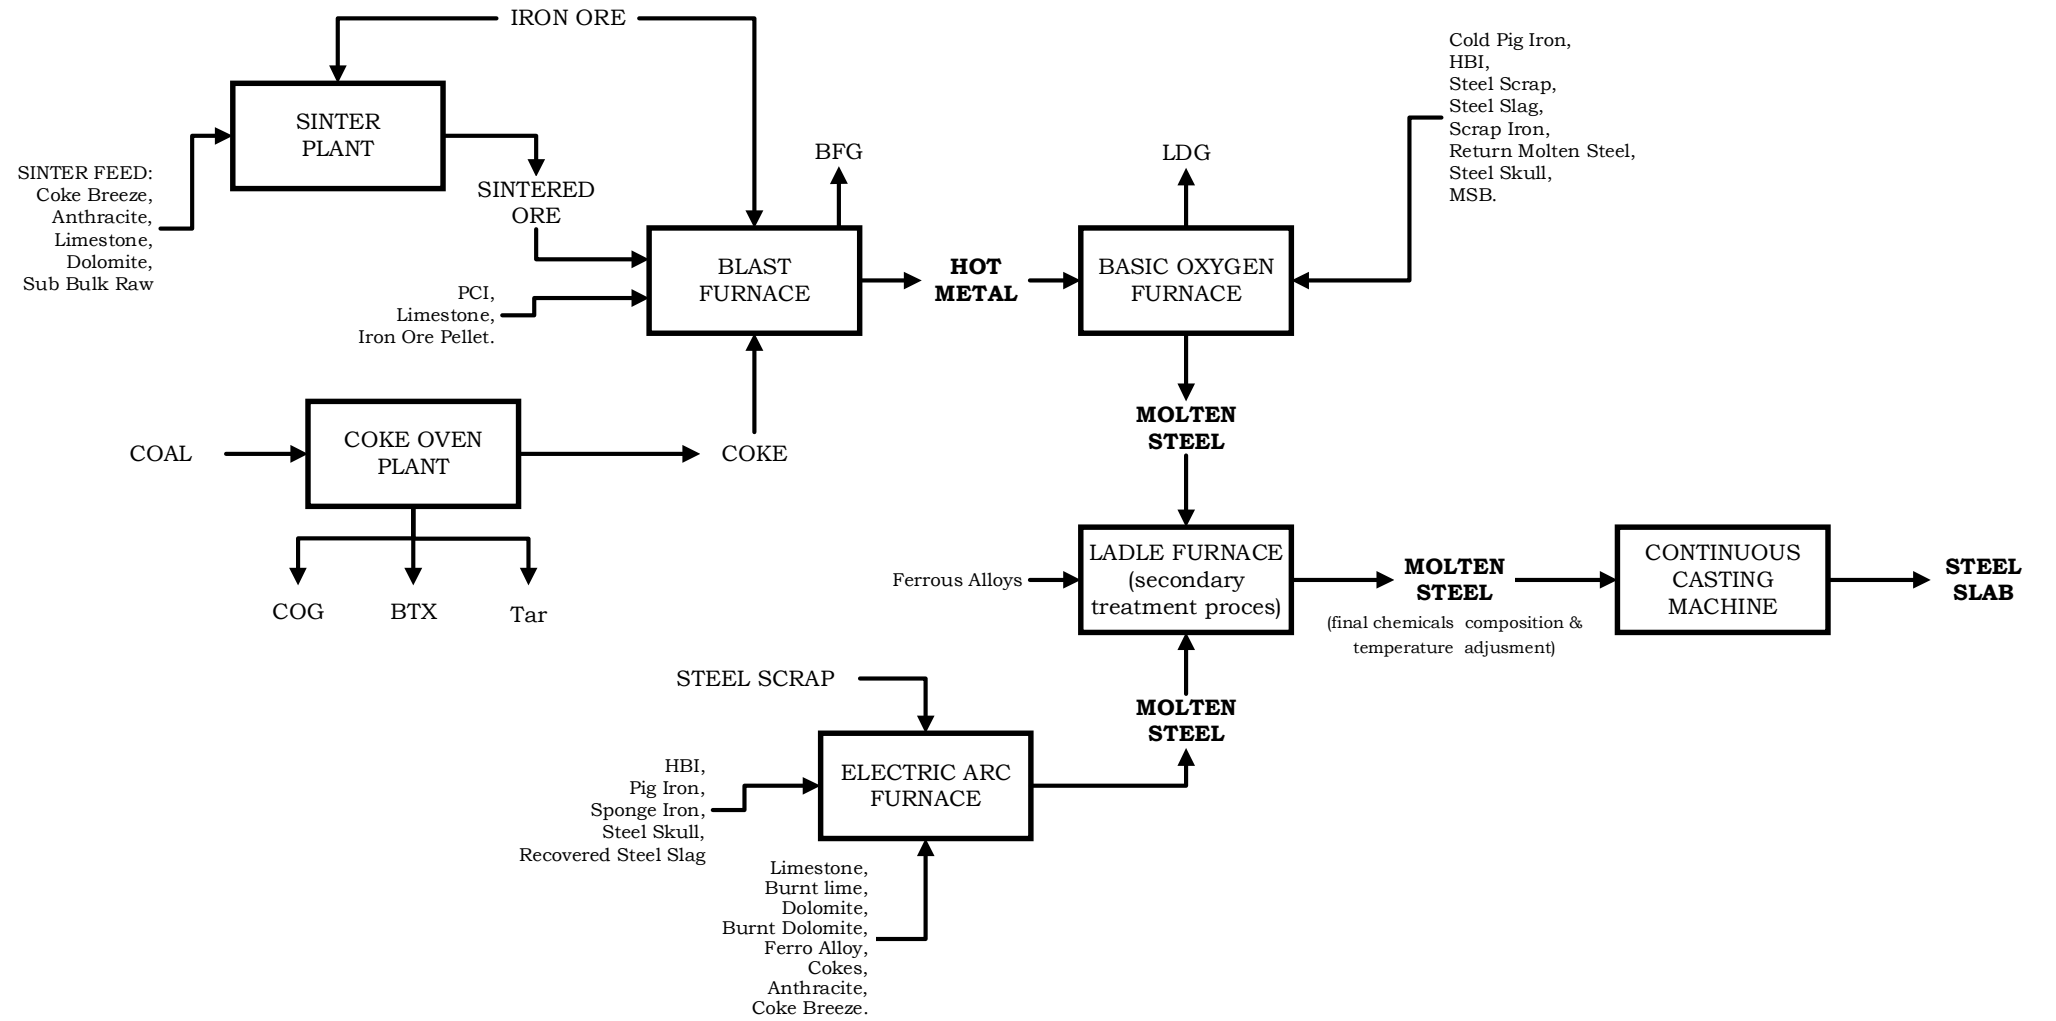 IRON ORE
SINTER
PLANT
SINTER FEED:
Coke Breeze,
Anthracite,
Limestone,
Dolomite,
Sub Bulk Raw
SINTERED
ORE
PCI,
Limestone,
Iron Ore Pellet.
BFG
BLAST
FURNACE
HOT
METAL
LDG
BASIC OXYGEN
FURNACE
Cold Pig Iron,
HBI,
Steel Scrap,
Steel Slag,
Scrap Iron,
Return Molten Steel,
Steel Skull,
MSB.
COAL
COKE OVEN
PLANT
COKE
COG
BTX
Tar
MOLTEN
STEEL
Ferrous Alloys
LADLE FURNACE
(secondary
treatment proces)
MOLTEN
STEEL
(final chemicals composition &
temperature adjusment)
CONTINUOUS
CASTING
MACHINE
STEEL
SLAB
STEEL SCRAP
MOLTEN
STEEL
HBI,
Pig Iron,
Sponge Iron,
Steel Skull,
Recovered Steel Slag
ELECTRIC ARC
FURNACE
Limestone,
Burnt lime,
Dolomite,
Burnt Dolomite,
Ferro Alloy,
Cokes,
Anthracite,
Coke Breeze.